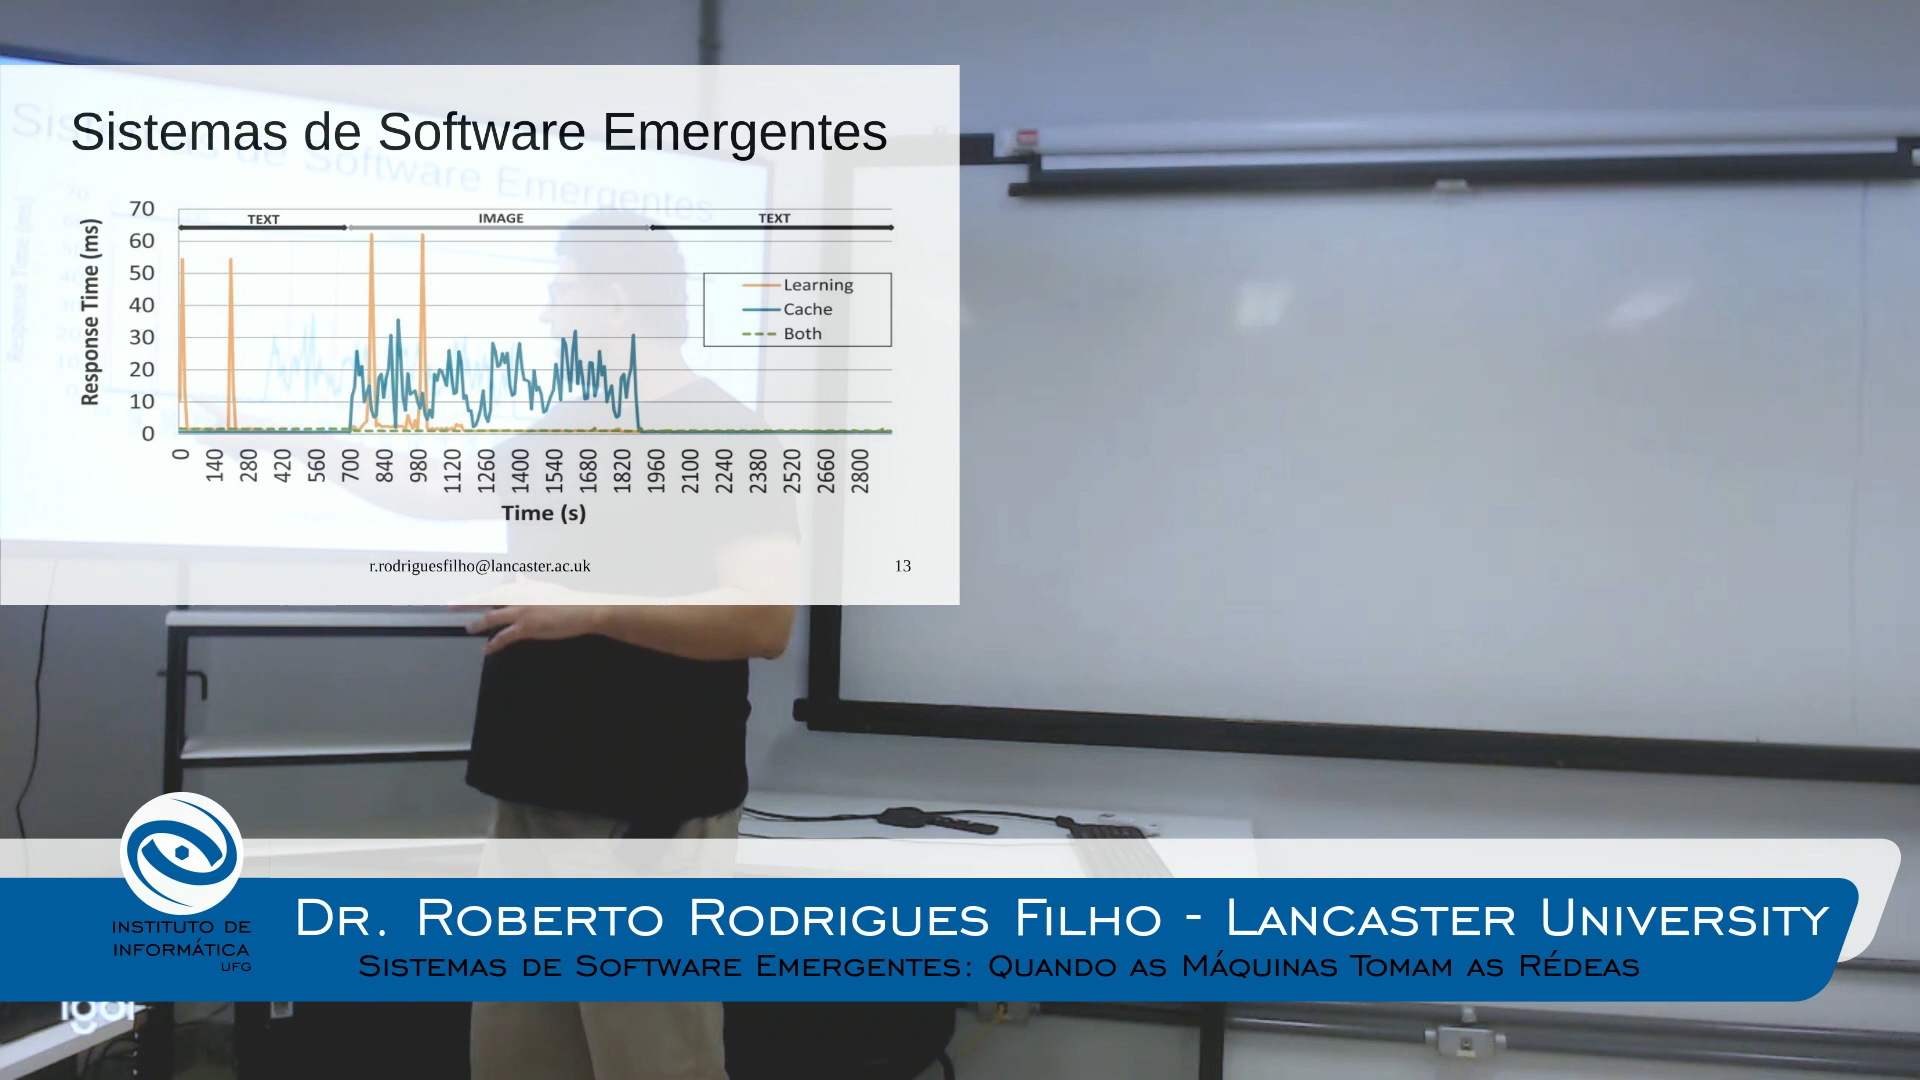 Sistemas de Software Emergentes
Response Time (ms)
70
60
50
40
30
20
10
0
TEXT IMAGE TEXT
Learning
Cache
Both
0 140 280 420 560 700 840 980 1120 1260 1400 1540 1680 1820 1960 2100 2240 2380 2520 2660 2800
Time (s)
r.rodriguesfilho@lancaster.ac.uk 13
INSTITUTO DE
INFORMÁTICA
UFG
Dr. Roberto Rodrigues Filho - Lancaster University
Sistemas de Software Emergentes: Quando as Máquinas Tomam as Rédeas
igor